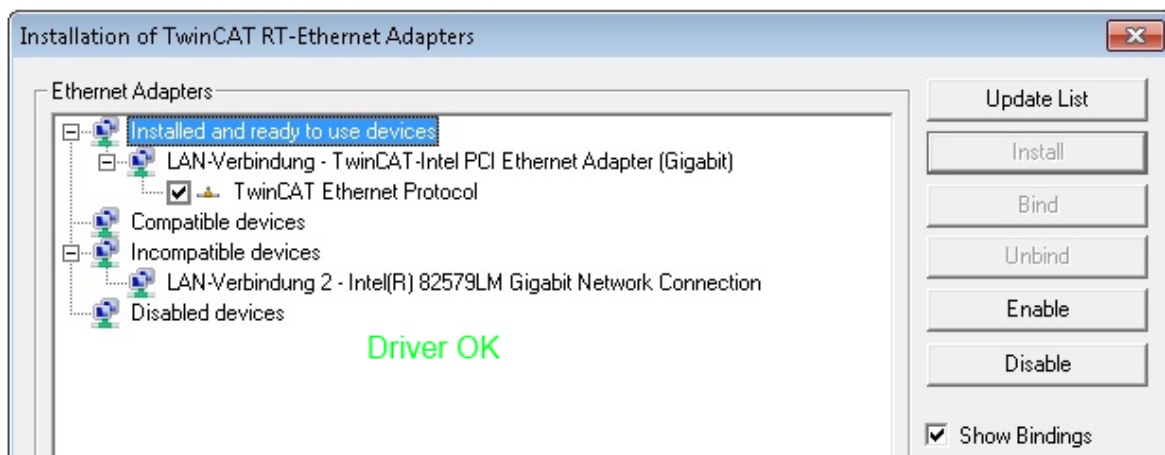 Installation of TwinCAT RT-Ethernet Adapters
Ethernet Adapters
Installed and ready to use devices
LAN-Verbindung - TwinCAT-Intel PCI Ethernet Adapter (Gigabit)
TwinCAT Ethernet Protocol
Compatible devices
Incompatible devices
LAN-Verbindung 2 - Intel(R) 82579LM Gigabit Network Connection
Disabled devices
Driver OK
Update List
Install
Bind
Unbind
Enable
Disable
Show Bindings